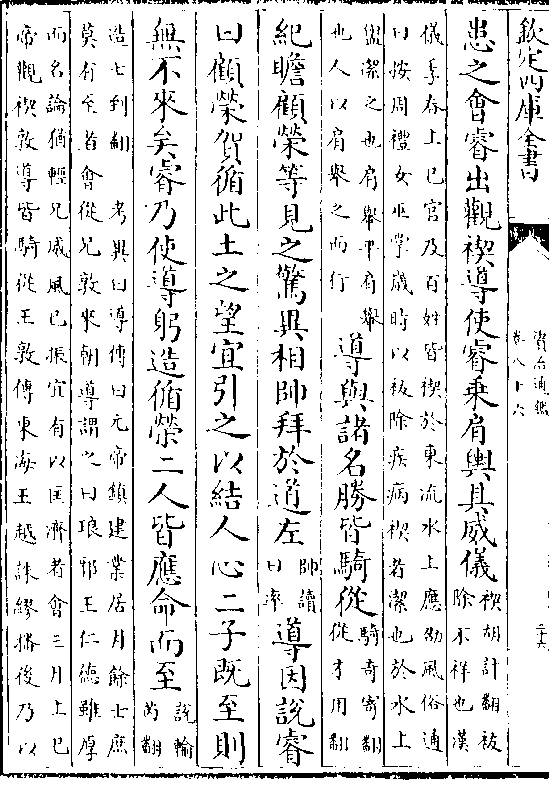 欽定四庫全書
資治通鑑
卷八十六
三十六
患之會睿出觀禊導使睿乗肩輿具威儀
禊胡計翻祓
除不祥也漢
儀季春上巳官及百姓皆禊於東流水上應劭風俗通
曰按周禮女巫掌歲時以祓除疾病禊者潔也於水上
盥潔之也肩轝平肩轝
也人以肩舉之而行
導與諸名勝皆騎從
騎奇寄翻
從才用翻
紀瞻顧榮等見之驚異相帥拜於道左
帥讀
曰率
導因説睿
曰顧榮賀循此土之望宜引之以結人心二子既至則
無不來矣睿乃使導躬造循榮二人皆應命而至
説輸
芮翻
造七到翻
考異曰導傳曰元帝鎮建業居月餘士庶
莫有至者會從兄敦來朝導謂之曰琅邪王仁德雖厚
而名論猶輕兄威風已振宜有以匡濟者會三月上巳
帝觀禊敦導皆騎從王敦傳東海王越誅繆播後乃以